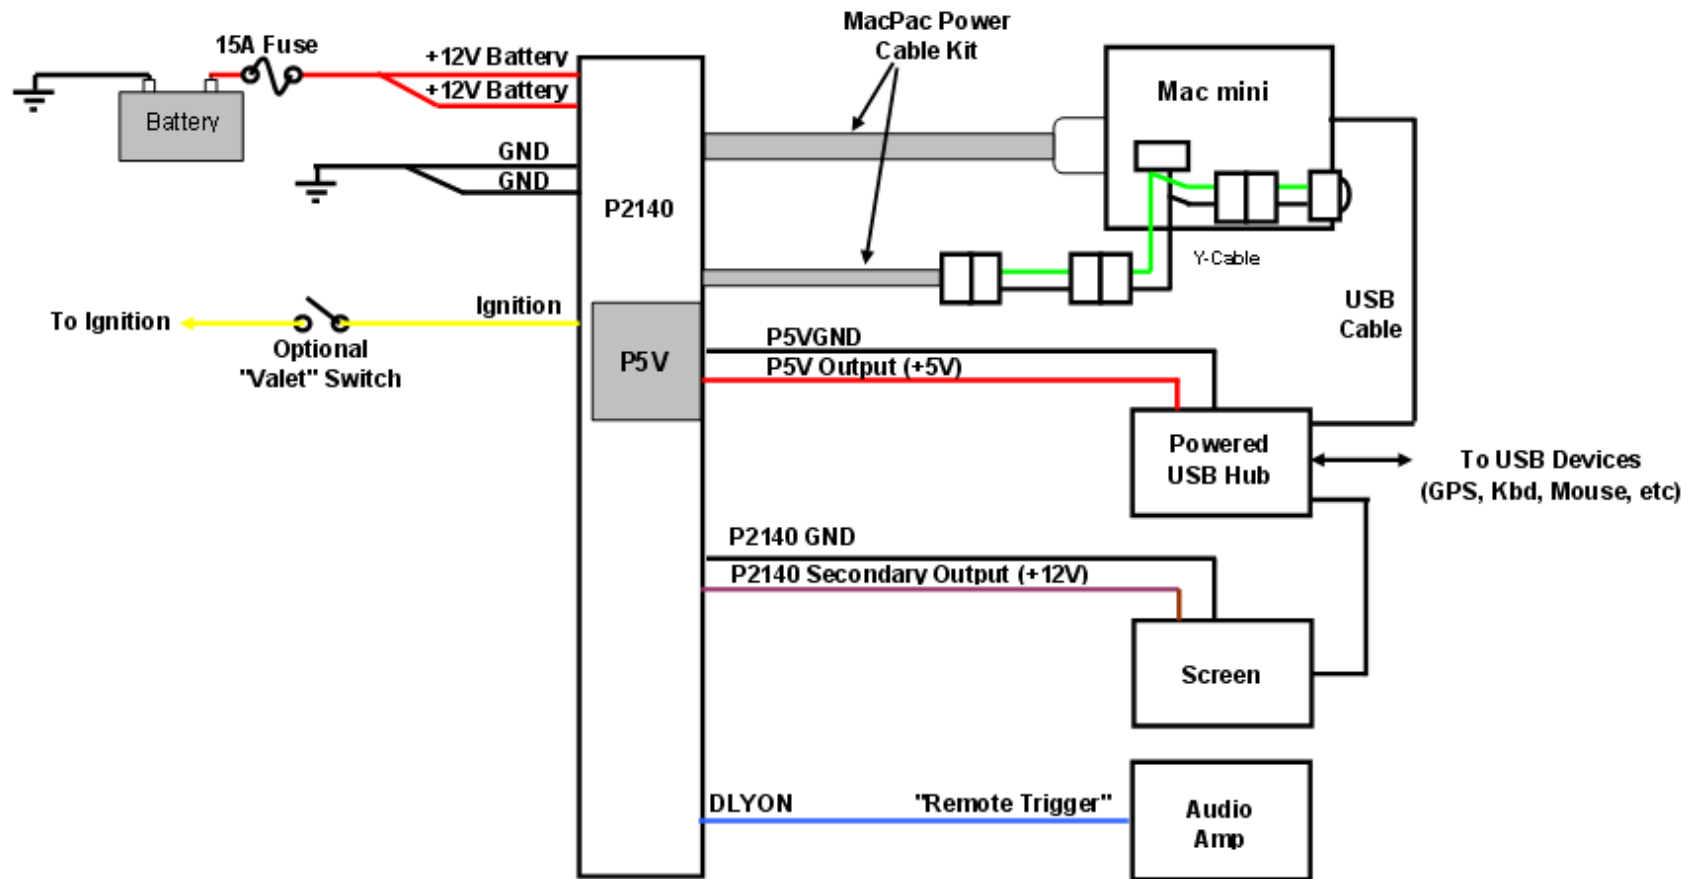 MacPac Power
Cable Kit
15A Fuse
+12V Battery
+12V Battery
Battery
Mac mini
GND
GND
P2140
Y-Cable
Ignition
To Ignition
Optional
"Valet" Switch
USB
Cable
P5V
P5VGND
P5V Output (+5V)
Powered
USB Hub
To USB Devices
(GPS, Kbd, Mouse, etc)
P2140 GND
P2140 Secondary Output (+12V)
Screen
DLYON
"Remote Trigger"
Audio
Amp